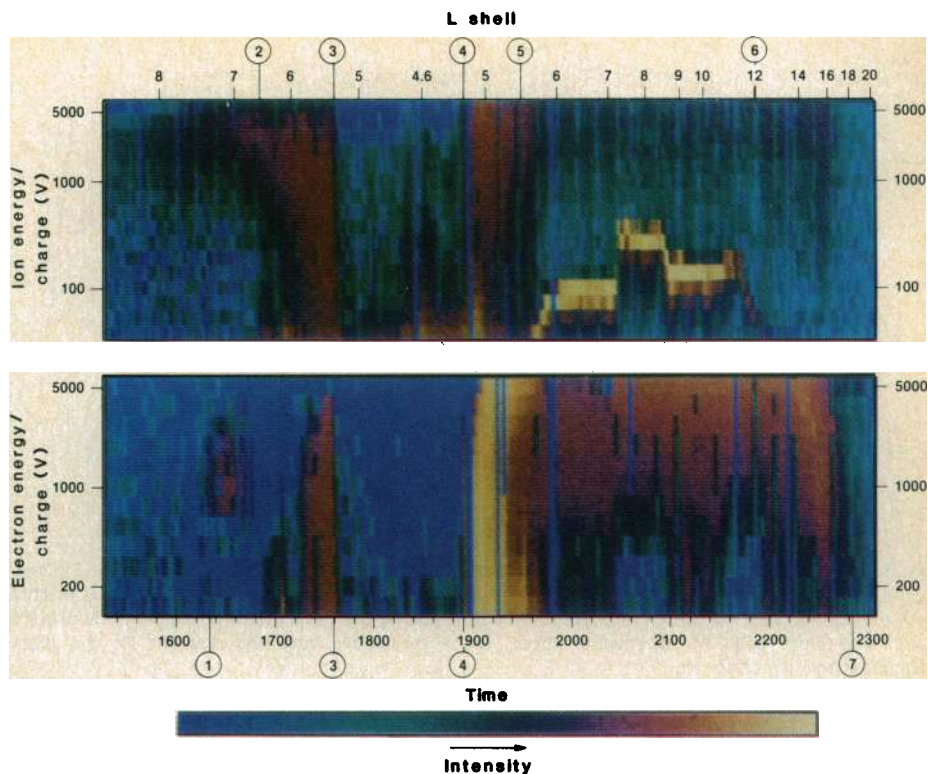 L shell
2 3 4 5 6
8 7 6 5 4.6 5 6 7 8 9 10 12 14 16 18 20
Ion energy/
charge (V)
5000
1000
100
5000
1000
100
Electron energy/
charge (V)
5000
1000
200
5000
1000
200
1600 1700 1800 1900 2000 2100 2200 2300
1 3 4 7
Time
Intensity